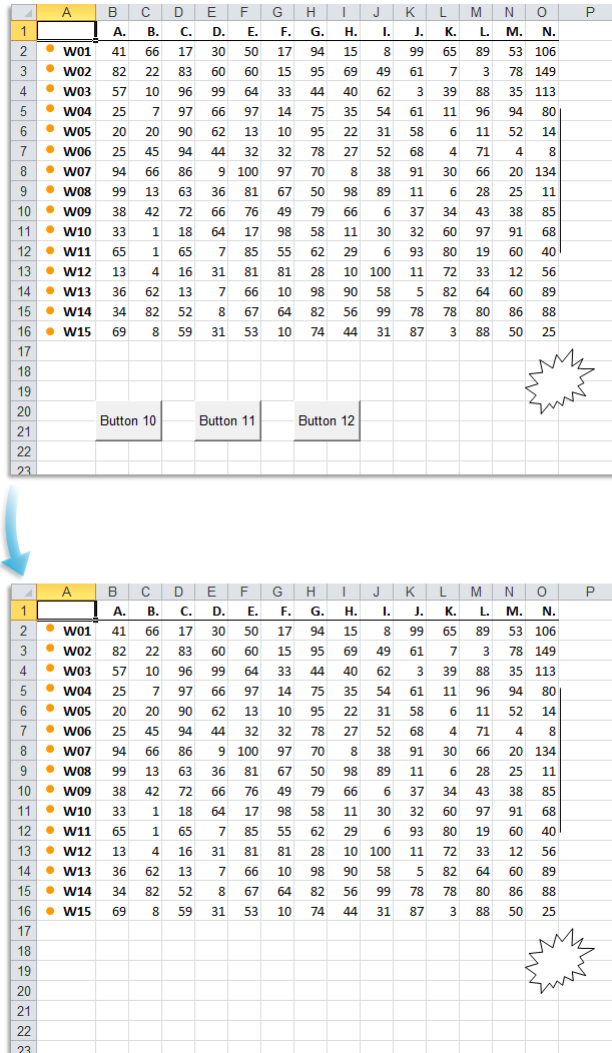 A B C D E F G H I J K L M N O P
1 A. B. C. D. E. F. G. H. I. J. K. L. M. N.
2 W01 41 66 17 30 50 17 94 15 8 99 65 89 53 106
3 W02 82 22 83 60 60 15 95 69 49 61 7 3 78 149
4 W03 57 10 96 99 64 33 44 40 62 3 39 88 35 113
5 W04 25 7 97 66 97 14 75 35 54 61 11 96 94 80
6 W05 20 20 90 62 13 10 95 22 31 58 6 11 52 14
7 W06 25 45 94 44 32 32 78 27 52 68 4 71 4 8
8 W07 94 66 86 9 100 97 70 8 38 91 30 66 20 134
9 W08 99 13 63 36 81 67 50 98 89 11 6 28 25 11
10 W09 38 42 72 66 76 49 79 66 6 37 34 43 38 85
11 W10 33 1 18 64 17 98 58 11 30 32 60 97 91 68
12 W11 65 1 65 7 85 55 62 29 6 93 80 19 60 40
13 W12 13 4 16 31 81 81 28 10 100 11 72 33 12 56
14 W13 36 62 13 7 66 10 98 90 58 5 82 64 60 89
15 W14 34 82 52 8 67 64 82 56 99 78 78 80 86 88
16 W15 69 8 59 31 53 10 74 44 31 87 3 88 50 25
17
18
19
20
Button 10 Button 11 Button 12
21
22
23
A B C D E F G H I J K L M N O P
1 A. B. C. D. E. F. G. H. I. J. K. L. M. N.
2 W01 41 66 17 30 50 17 94 15 8 99 65 89 53 106
3 W02 82 22 83 60 60 15 95 69 49 61 7 3 78 149
4 W03 57 10 96 99 64 33 44 40 62 3 39 88 35 113
5 W04 25 7 97 66 97 14 75 35 54 61 11 96 94 80
6 W05 20 20 90 62 13 10 95 22 31 58 6 11 52 14
7 W06 25 45 94 44 32 32 78 27 52 68 4 71 4 8
8 W07 94 66 86 9 100 97 70 8 38 91 30 66 20 134
9 W08 99 13 63 36 81 67 50 98 89 11 6 28 25 11
10 W09 38 42 72 66 76 49 79 66 6 37 34 43 38 85
11 W10 33 1 18 64 17 98 58 11 30 32 60 97 91 68
12 W11 65 1 65 7 85 55 62 29 6 93 80 19 60 40
13 W12 13 4 16 31 81 81 28 10 100 11 72 33 12 56
14 W13 36 62 13 7 66 10 98 90 58 5 82 64 60 89
15 W14 34 82 52 8 67 64 82 56 99 78 78 80 86 88
16 W15 69 8 59 31 53 10 74 44 31 87 3 88 50 25
17
18
19
20
21
22
23